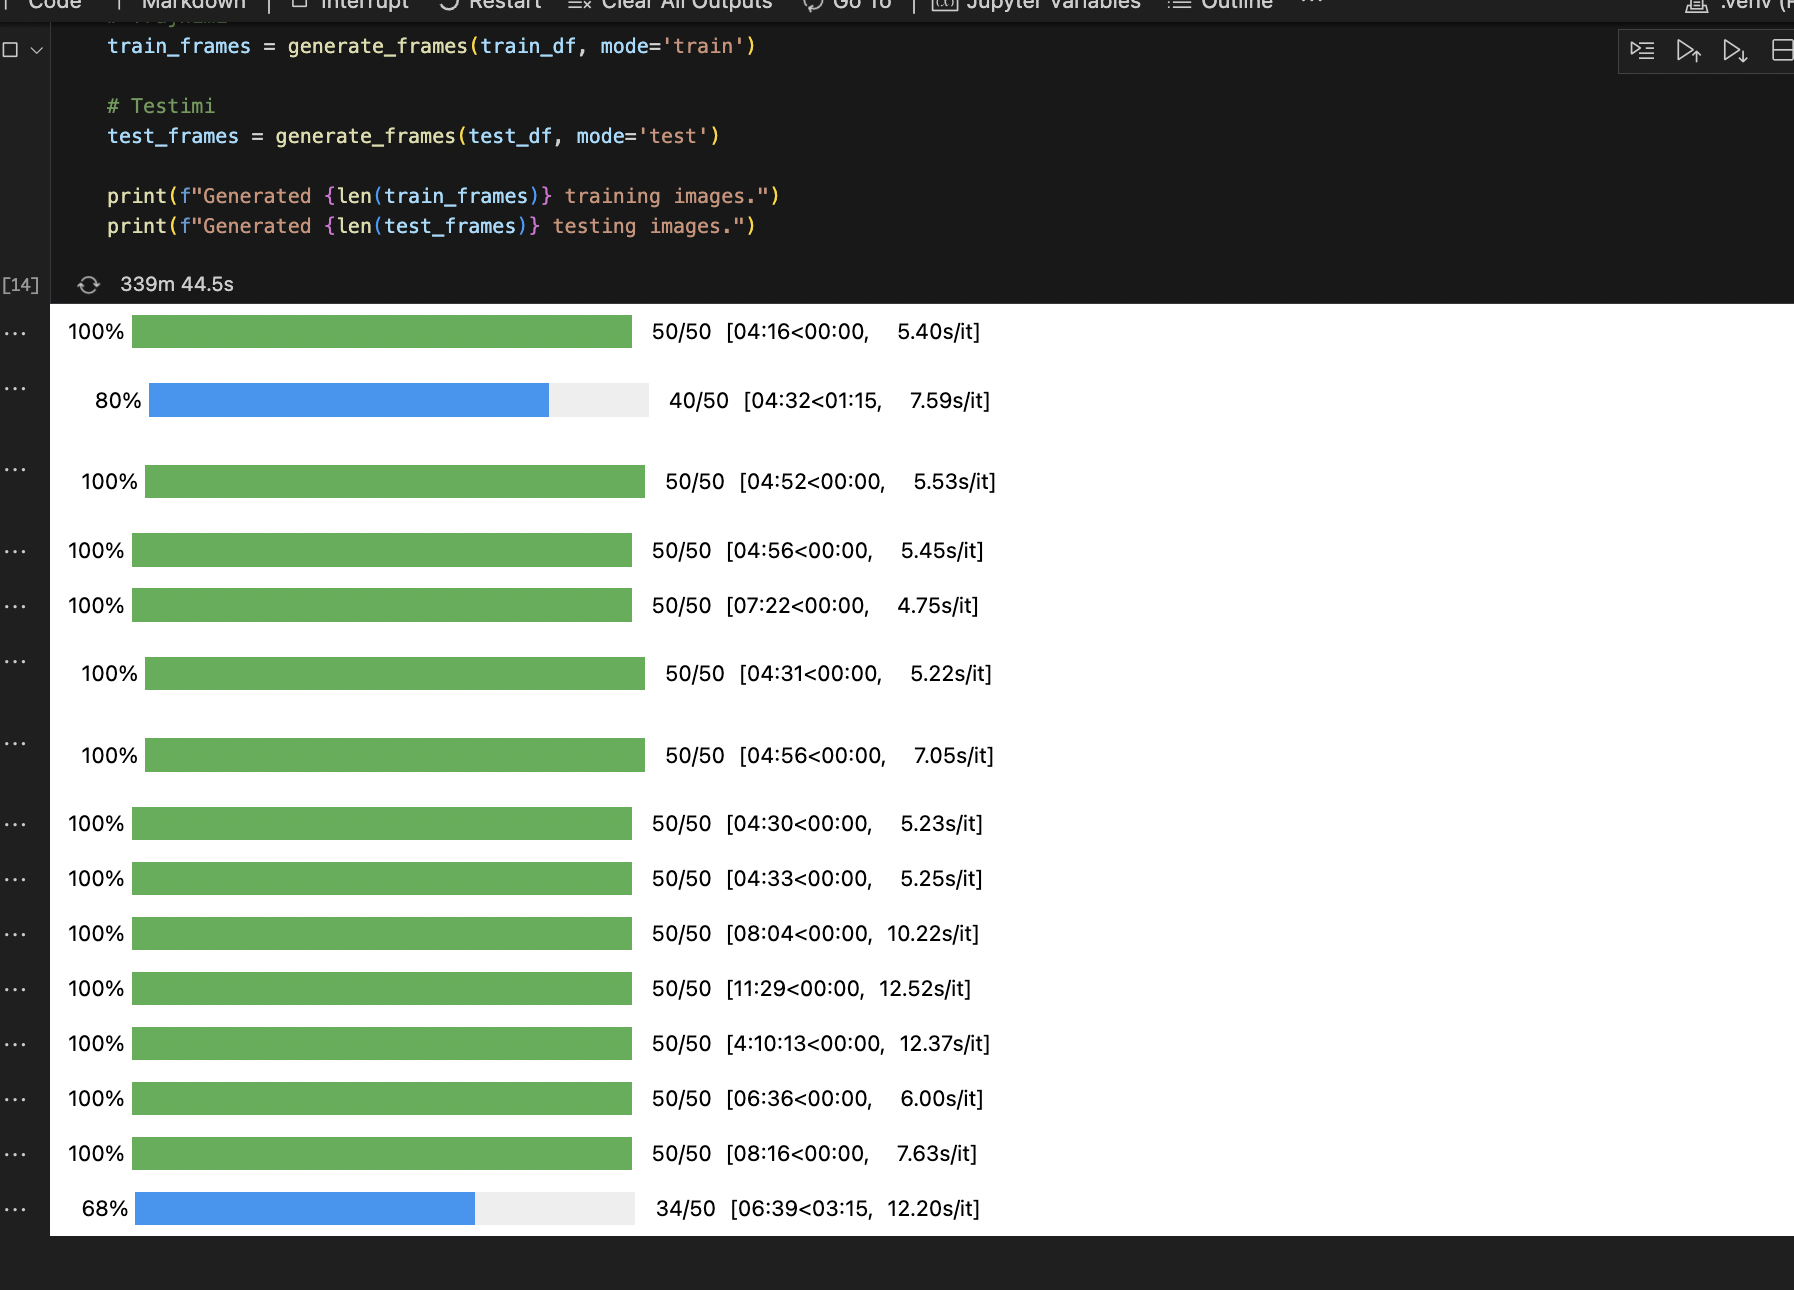 Code Markdown Interrupt Restart Clear All Outputs Go To Jupyter Variables Outline ... .venv (P
train_frames = generate_frames(train_df, mode='train')
# Testimi
test_frames = generate_frames(test_df, mode='test')
print(f"Generated {len(train_frames)} training images.")
print(f"Generated {len(test_frames)} testing images.")
[14] 339m 44.5s
100% 50/50 [04:16<00:00, 5.40s/it]
80% 40/50 [04:32<01:15, 7.59s/it]
100% 50/50 [04:52<00:00, 5.53s/it]
100% 50/50 [04:56<00:00, 5.45s/it]
100% 50/50 [07:22<00:00, 4.75s/it]
100% 50/50 [04:31<00:00, 5.22s/it]
100% 50/50 [04:56<00:00, 7.05s/it]
100% 50/50 [04:30<00:00, 5.23s/it]
100% 50/50 [04:33<00:00, 5.25s/it]
100% 50/50 [08:04<00:00, 10.22s/it]
100% 50/50 [11:29<00:00, 12.52s/it]
100% 50/50 [4:10:13<00:00, 12.37s/it]
100% 50/50 [06:36<00:00, 6.00s/it]
100% 50/50 [08:16<00:00, 7.63s/it]
68% 34/50 [06:39<03:15, 12.20s/it]